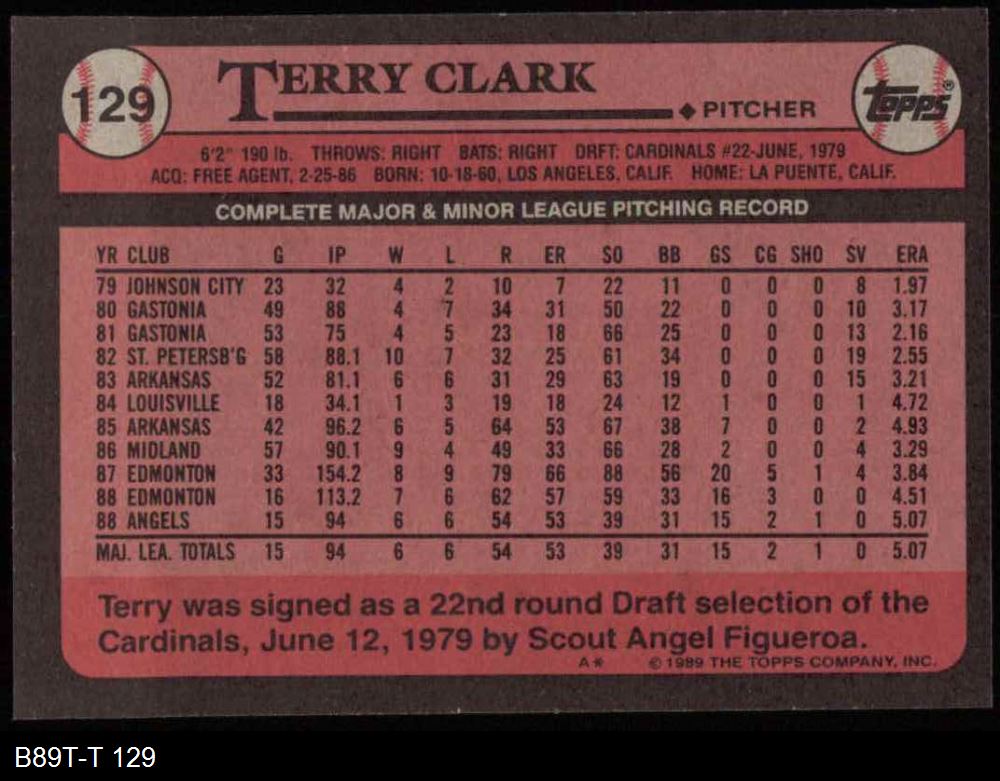 129
TERRY CLARK
PITCHER
topps®
6'2" 190 lb. THROWS: RIGHT BATS: RIGHT DRFT: CARDINALS #22-JUNE, 1979
ACQ: FREE AGENT, 2-25-86 BORN: 10-18-60, LOS ANGELES, CALIF. HOME: LA PUENTE, CALIF.
COMPLETE MAJOR & MINOR LEAGUE PITCHING RECORD
YR CLUB G IP W L R ER SO BB GS CG SHO SV ERA
79 JOHNSON CITY 23 32 4 2 10 7 22 11 0 0 0 8 1.97
80 GASTONIA 49 88 4 7 34 31 50 22 0 0 0 10 3.17
81 GASTONIA 53 75 4 5 23 18 66 25 0 0 0 13 2.16
82 ST. PETERSB'G 58 88.1 10 7 32 25 61 34 0 0 0 19 2.55
83 ARKANSAS 52 81.1 6 6 31 29 63 19 0 0 0 15 3.21
84 LOUISVILLE 18 34.1 1 3 19 18 24 12 1 0 0 1 4.72
85 ARKANSAS 42 96.2 6 5 64 53 67 38 7 0 0 2 4.93
86 MIDLAND 57 90.1 9 4 49 33 66 28 2 0 0 4 3.29
87 EDMONTON 33 154.2 8 9 79 66 88 56 20 5 1 4 3.84
88 EDMONTON 16 113.2 7 6 62 57 59 33 16 3 0 0 4.51
88 ANGELS 15 94 6 6 54 53 39 31 15 2 1 0 5.07
MAJ. LEA. TOTALS 15 94 6 6 54 53 39 31 15 2 1 0 5.07
Terry was signed as a 22nd round Draft selection of the
Cardinals, June 12, 1979 by Scout Angel Figueroa.
A* © 1989 THE TOPPS COMPANY, INC.
B89T-T 129